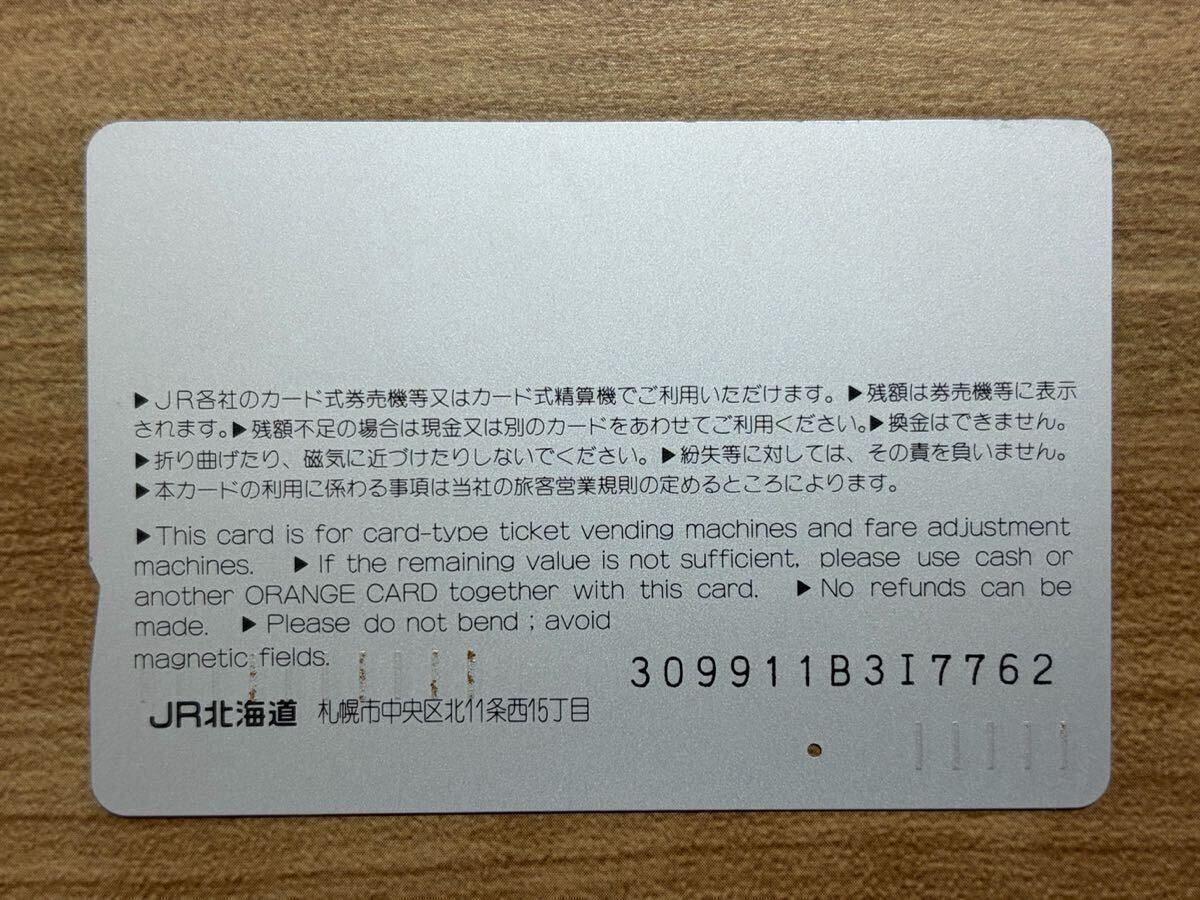 ▶JR各社のカード式券売機等又はカード式精算機でご利用いただけます。▶残額は券売機等に表示
されます。▶残額不足の場合は現金又は別のカードをあわせてご利用ください。▶換金はできません。
▶折り曲げたり、磁気に近づけたりしないでください。▶紛失等に対しては、その責を負いません。
▶本カードの利用に係わる事項は当社の旅客営業規則の定めるところによります。
▶This card is for card-type ticket vending machines and fare adjustment
machines. ▶If the remaining value is not sufficient, please use cash or
another ORANGE CARD together with this card. ▶No refunds can be
made. ▶Please do not bend ; avoid
magnetic fields.
309911B3I7762
JR北海道 札幌市中央区北11条西15丁目